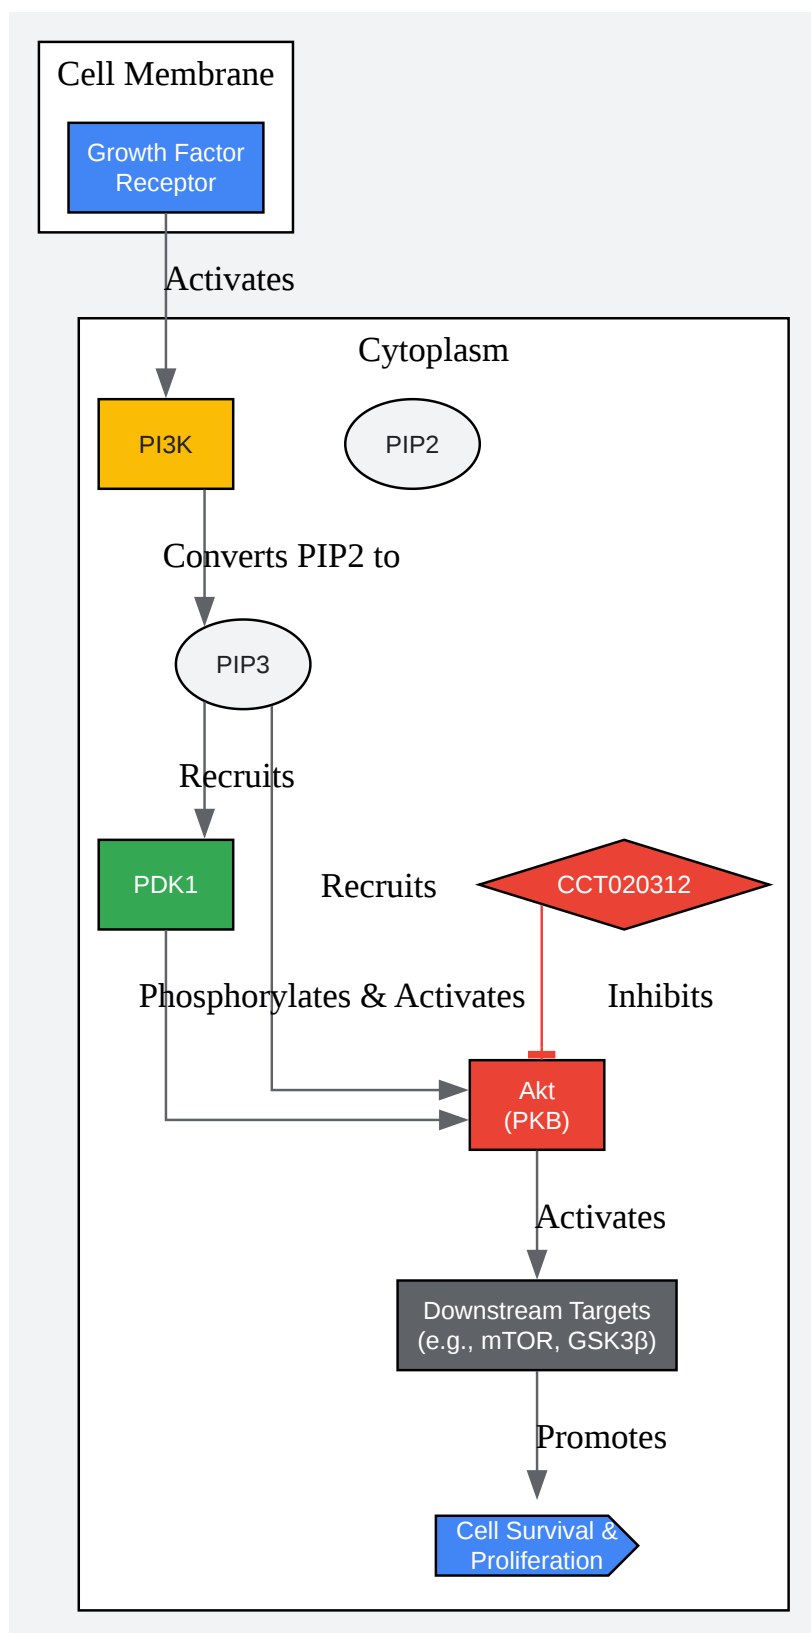 Cell Membrane
Growth Factor
Receptor
Activates
Cytoplasm
PI3K
PIP2
Converts PIP2 to
PIP3
Recruits
PDK1
Recruits
CCT020312
Phosphorylates & Activates
Inhibits
Akt
(PKB)
Activates
Downstream Targets
(e.g., mTOR, GSK3β)
Promotes
Cell Survival &
Proliferation